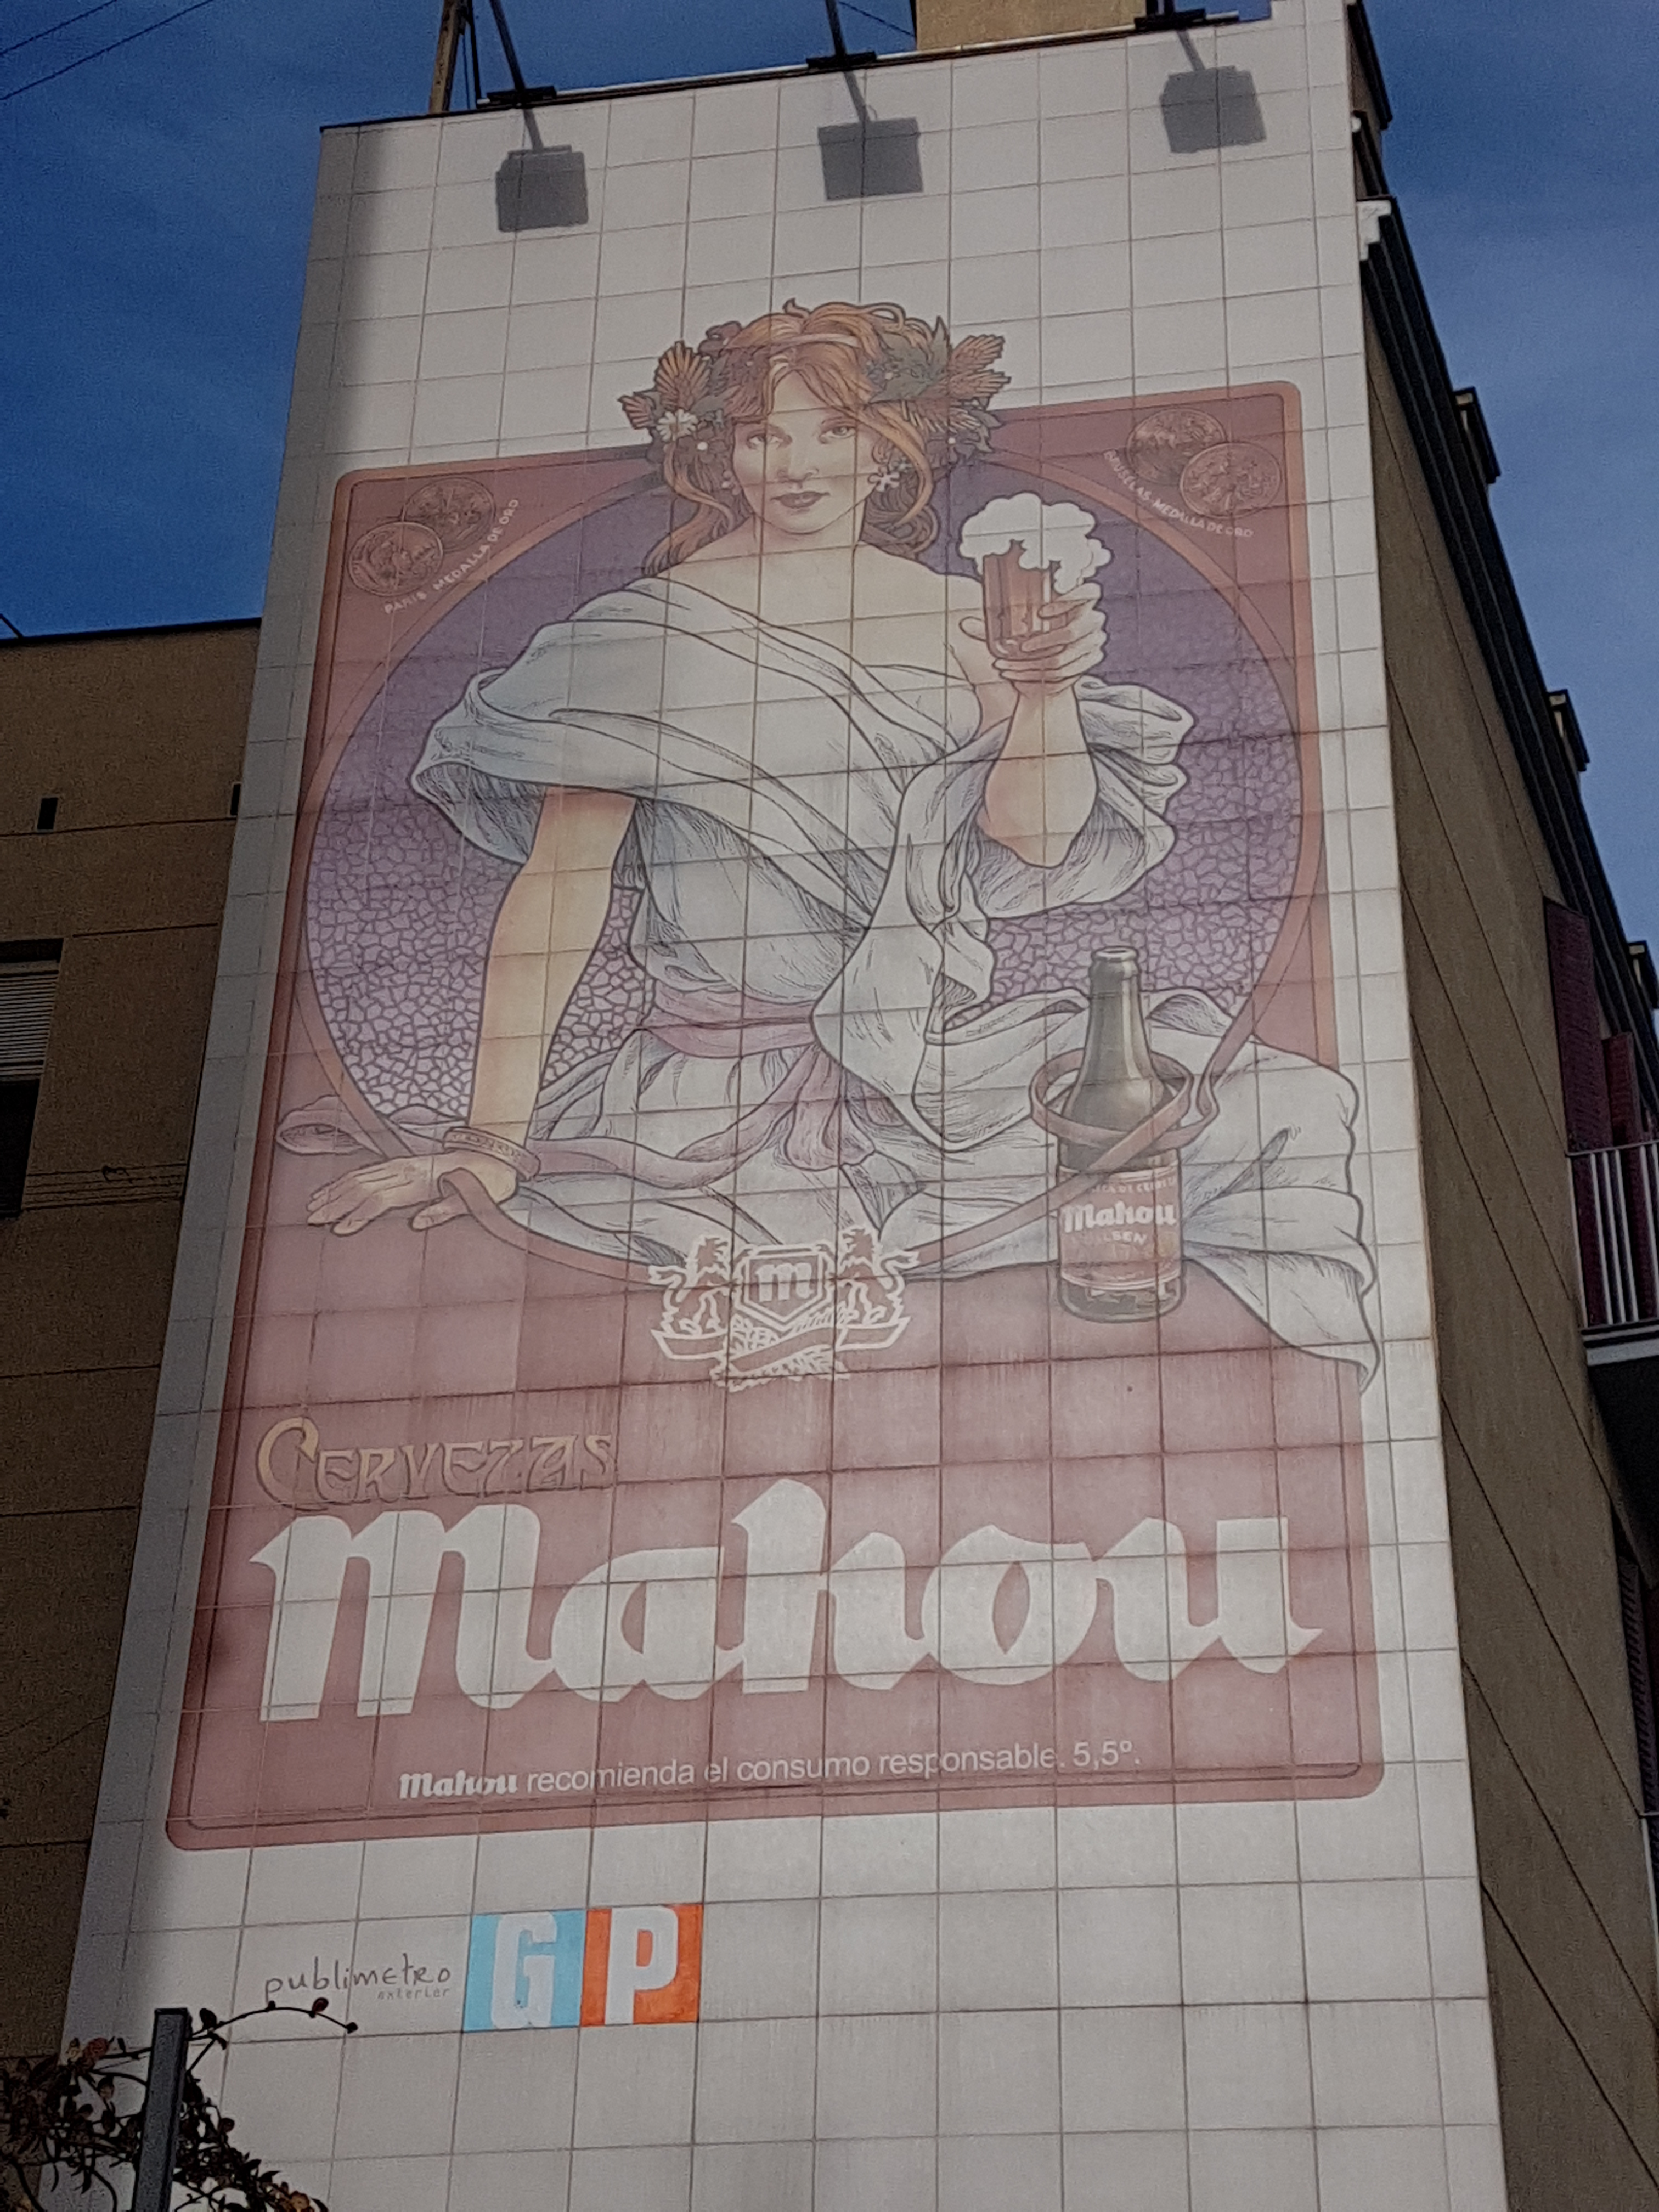 PARIS MEDALLA DE ORO
BRUSELAS MEDALLA DE ORO
Mahou
m
CERVEZAS
Mahou
Mahou recomienda el consumo responsable. 5,5º.
publimetro
exterior
GP